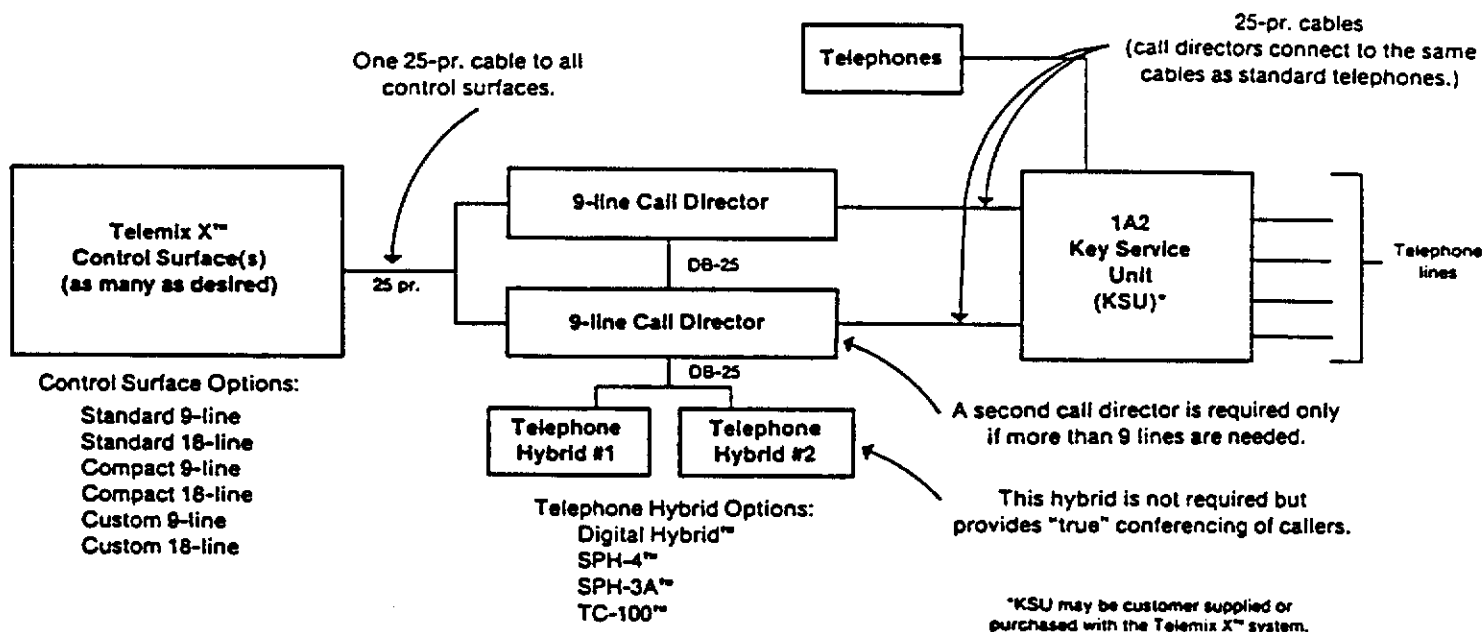 25-pr. cables
(call directors connect to the same
cables as standard telephones.)
Telephones
One 25-pr. cable to all
control surfaces.
Telemix X™
Control Surface(s)
(as many as desired)
25 pr.
9-line Call Director
DB-25
9-line Call Director
DB-25
1A2
Key Service
Unit
(KSU)*
Telephone
lines
Control Surface Options:
Standard 9-line
Standard 18-line
Compact 9-line
Compact 18-line
Custom 9-line
Custom 18-line
Telephone
Hybrid #1
Telephone
Hybrid #2
A second call director is required only
if more than 9 lines are needed.
This hybrid is not required but
provides "true" conferencing of callers.
Telephone Hybrid Options:
Digital Hybrid™
SPH-4™
SPH-3A™
TC-100™
*KSU may be customer supplied or
purchased with the Telemix X™ system.